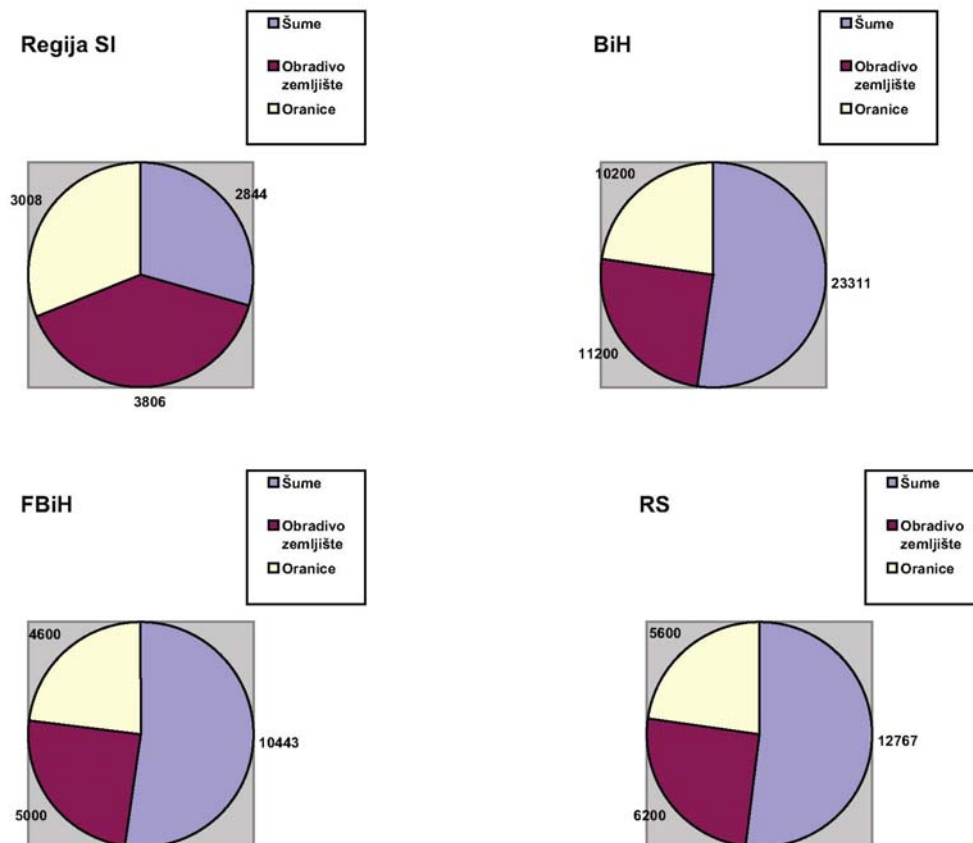 Regija SI
Šume
Obradivo
zemljište
Oranice
3008
2844
3806
BiH
Šume
Obradivo
zemljište
Oranice
10200
23311
11200
FBiH
Šume
Obradivo
zemljište
Oranice
4600
10443
5000
RS
Šume
Obradivo
zemljište
Oranice
5600
12767
6200